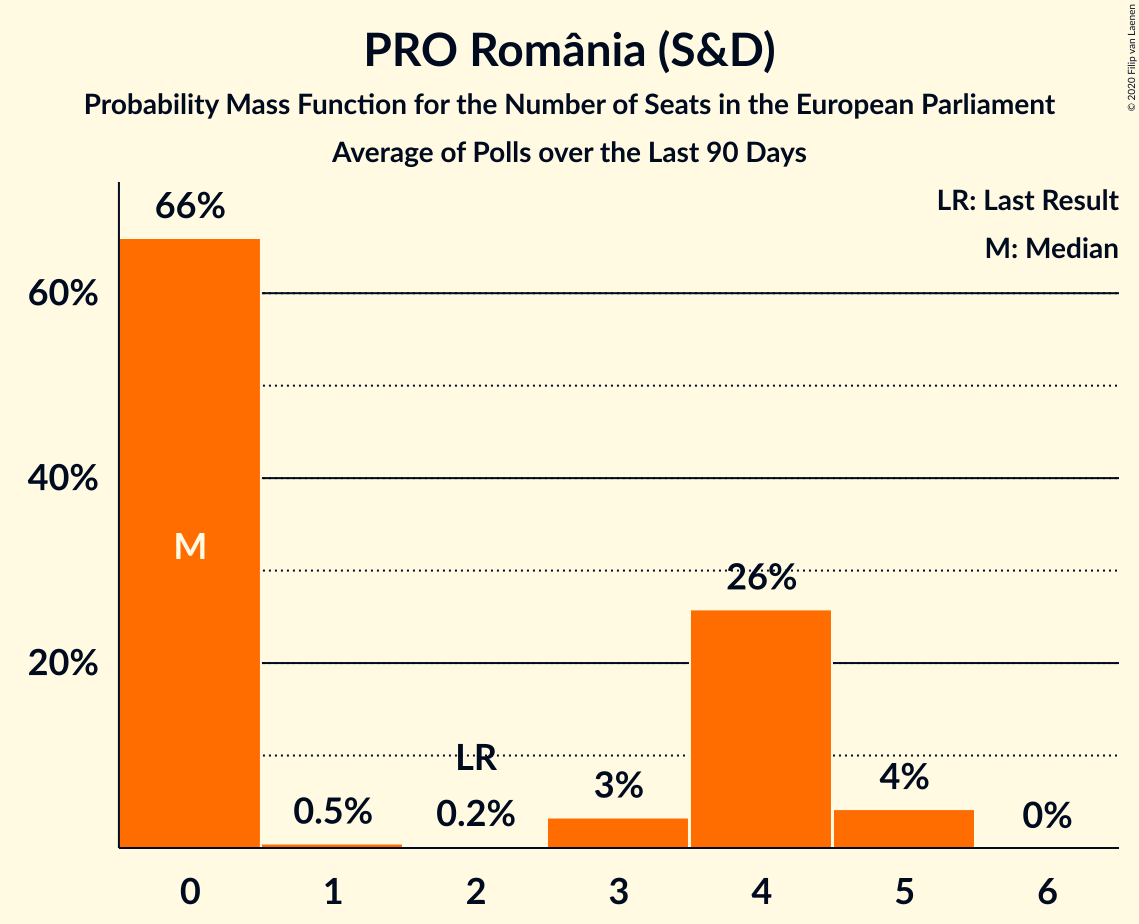 PRO România (S&D)
Probability Mass Function for the Number of Seats in the European Parliament
Average of Polls over the Last 90 Days
© 2020 Filip van Laenen
LR: Last Result
M: Median
66%
60%
40%
M
26%
20%
LR
4%
3%
0.5%
0.2%
0%
0 1 2 3 4 5 6